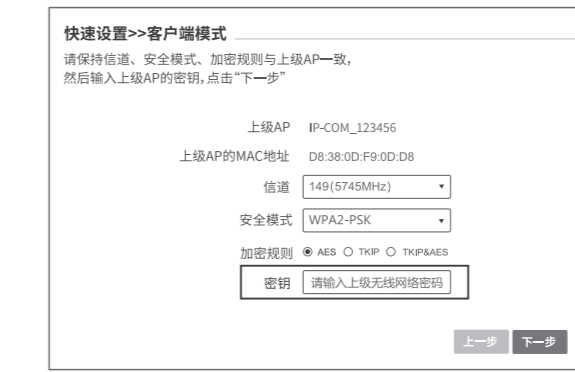 快速设置>>客户端模式
请保持信道、安全模式、加密规则与上级AP一致，
然后输入上级AP的密钥，点击“下一步”
上级AP IP-COM_123456
上级AP的MAC地址 D8:38:0D:F9:0D:D8
信道 149(5745MHz)
安全模式 WPA2-PSK
加密规则 AES TKIP TKIP&AES
密钥 请输入上级无线网络密码
上一步 下一步